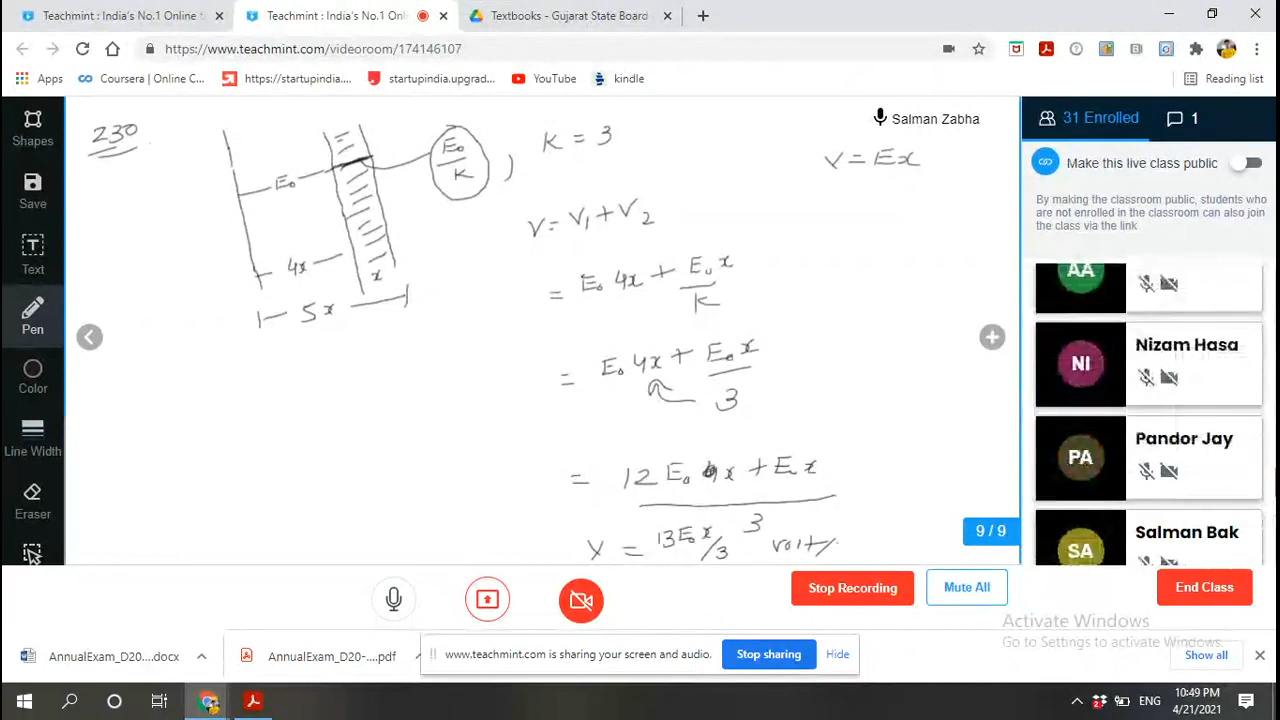 Teachmint : India's No.1 Online t
Teachmint : India's No.1 Onl
Textbooks - Gujarat State Board
https://www.teachmint.com/videoroom/174146107
Apps
Coursera | Online C...
https://startupindia....
startupindia.upgrad...
YouTube
kindle
Reading list
Shapes
Save
Text
Pen
Color
Line Width
Eraser
230
E₀
E₀/K
)
K = 3
V = Ex
4x
x
5x
V = V₁ + V₂
= E₀ 4x + E₀x/K
= E₀ 4x + E₀x/3
= 12 E₀ x + E₀x
3
V = 13E₀x/3 volt
Salman Zabha
9 / 9
31 Enrolled
1
Make this live class public
By making the classroom public, students
who are not enrolled in the classroom can also join
the class via the link
AA
NI
Nizam Hasa
PA
Pandor Jay
SA
Salman Bak
Stop Recording
Mute All
End Class
Activate Windows
Go to Settings to activate Windows.
AnnualExam_D20....docx
AnnualExam_D20-....pdf
www.teachmint.com is sharing your screen and audio.
Stop sharing
Hide
Show all
ENG
10:49 PM
4/21/2021